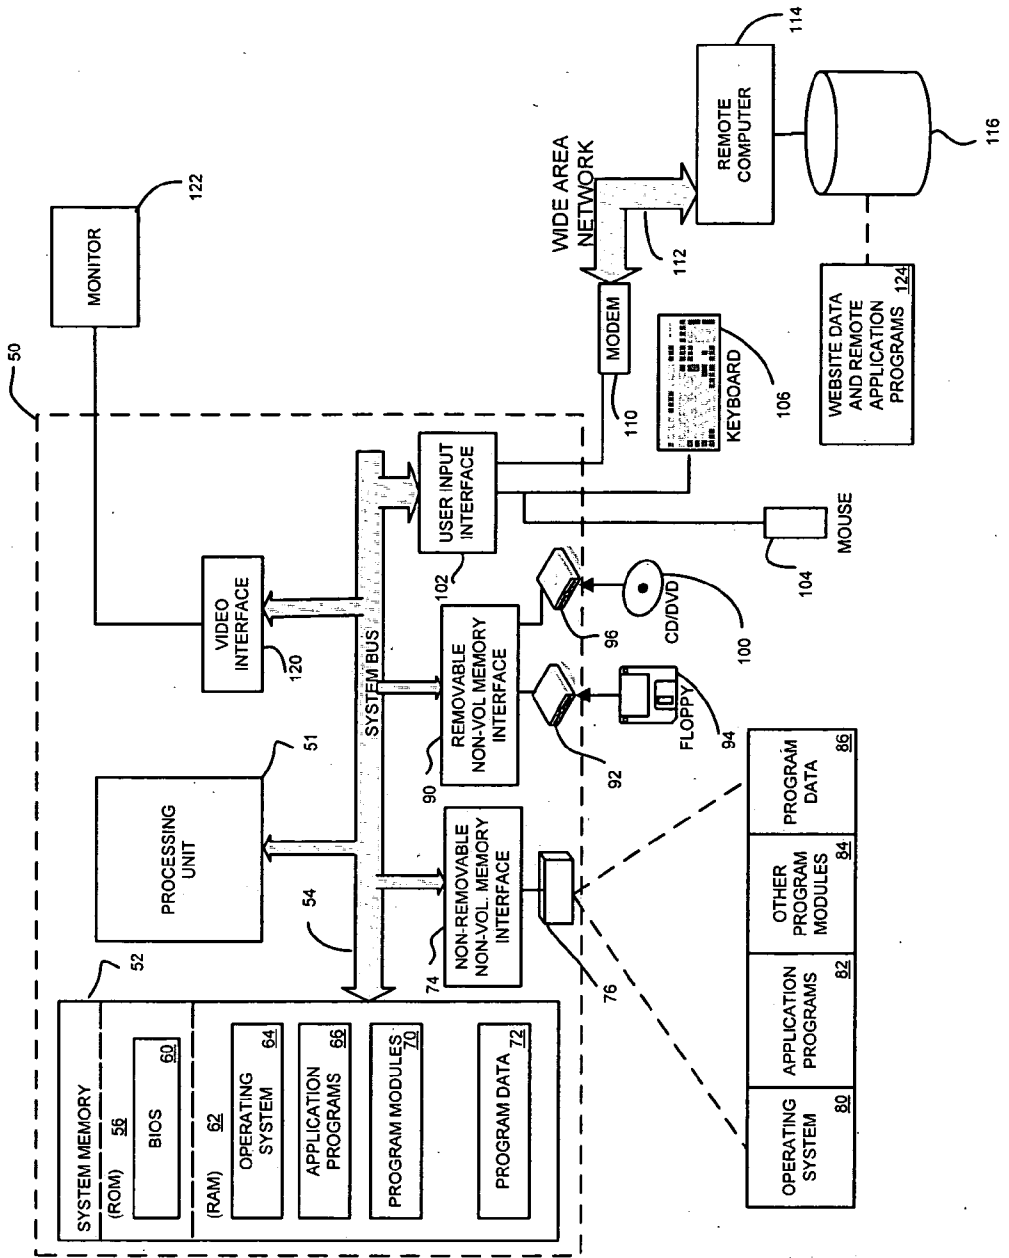 50
SYSTEM MEMORY
52
(ROM) 56
BIOS 60
(RAM) 62
OPERATING
SYSTEM 64
APPLICATION
PROGRAMS 66
PROGRAM MODULES
70
PROGRAM DATA 72
PROCESSING
UNIT
51
54
SYSTEM BUS
VIDEO
INTERFACE
120
MONITOR
122
74
NON-REMOVABLE
NON-VOL. MEMORY
INTERFACE
76
90
REMOVABLE
NON-VOL MEMORY
INTERFACE
92
96
USER INPUT
INTERFACE
102
FLOPPY
94
CD/DVD
100
MOUSE
104
KEYBOARD
106
MODEM
110
WIDE AREA
NETWORK
112
REMOTE
COMPUTER
114
116
WEBSITE DATA
AND REMOTE
APPLICATION
PROGRAMS 124
OPERATING
SYSTEM 80
APPLICATION
PROGRAMS 82
OTHER
PROGRAM
MODULES 84
PROGRAM
DATA 86